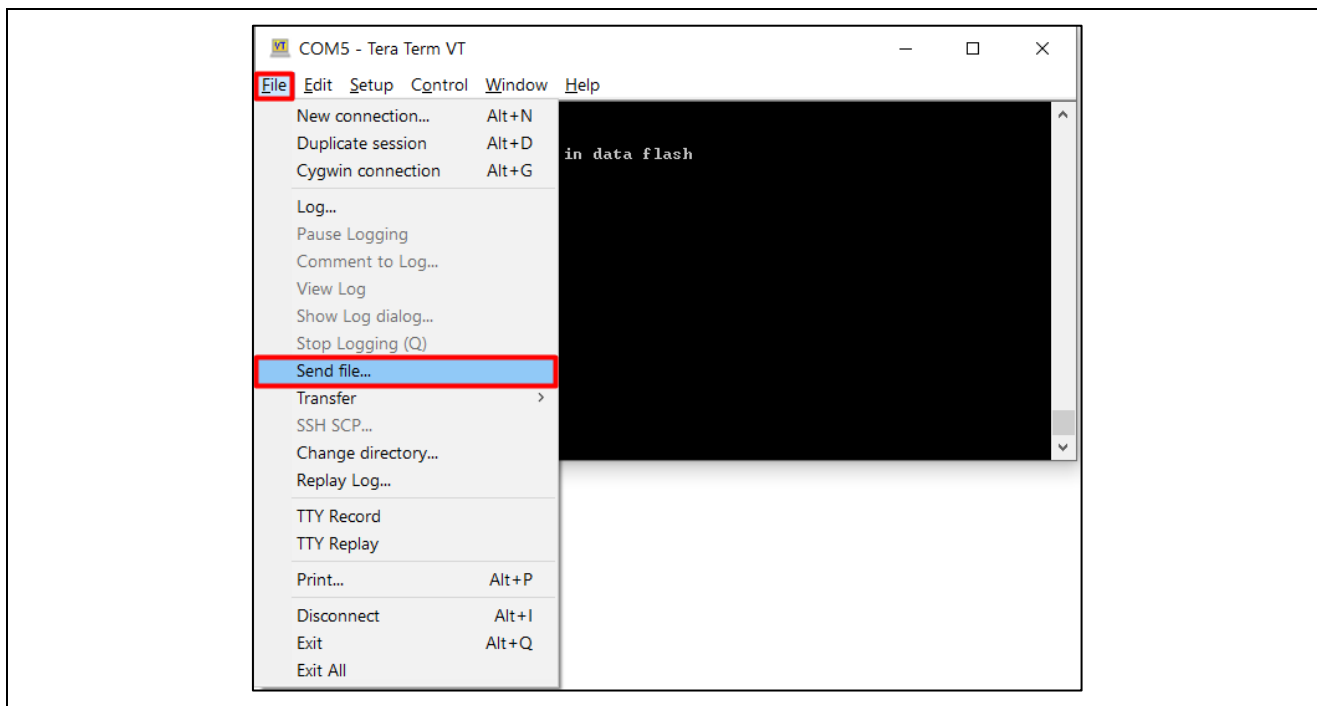 VT COM5 - Tera Term VT
File Edit Setup Control Window Help
New connection... Alt+N
Duplicate session Alt+D
Cygwin connection Alt+G
in data flash
Log...
Pause Logging
Comment to Log...
View Log
Show Log dialog...
Stop Logging (Q)
Send file...
Transfer >
SSH SCP...
Change directory...
Replay Log...
TTY Record
TTY Replay
Print... Alt+P
Disconnect Alt+I
Exit Alt+Q
Exit All